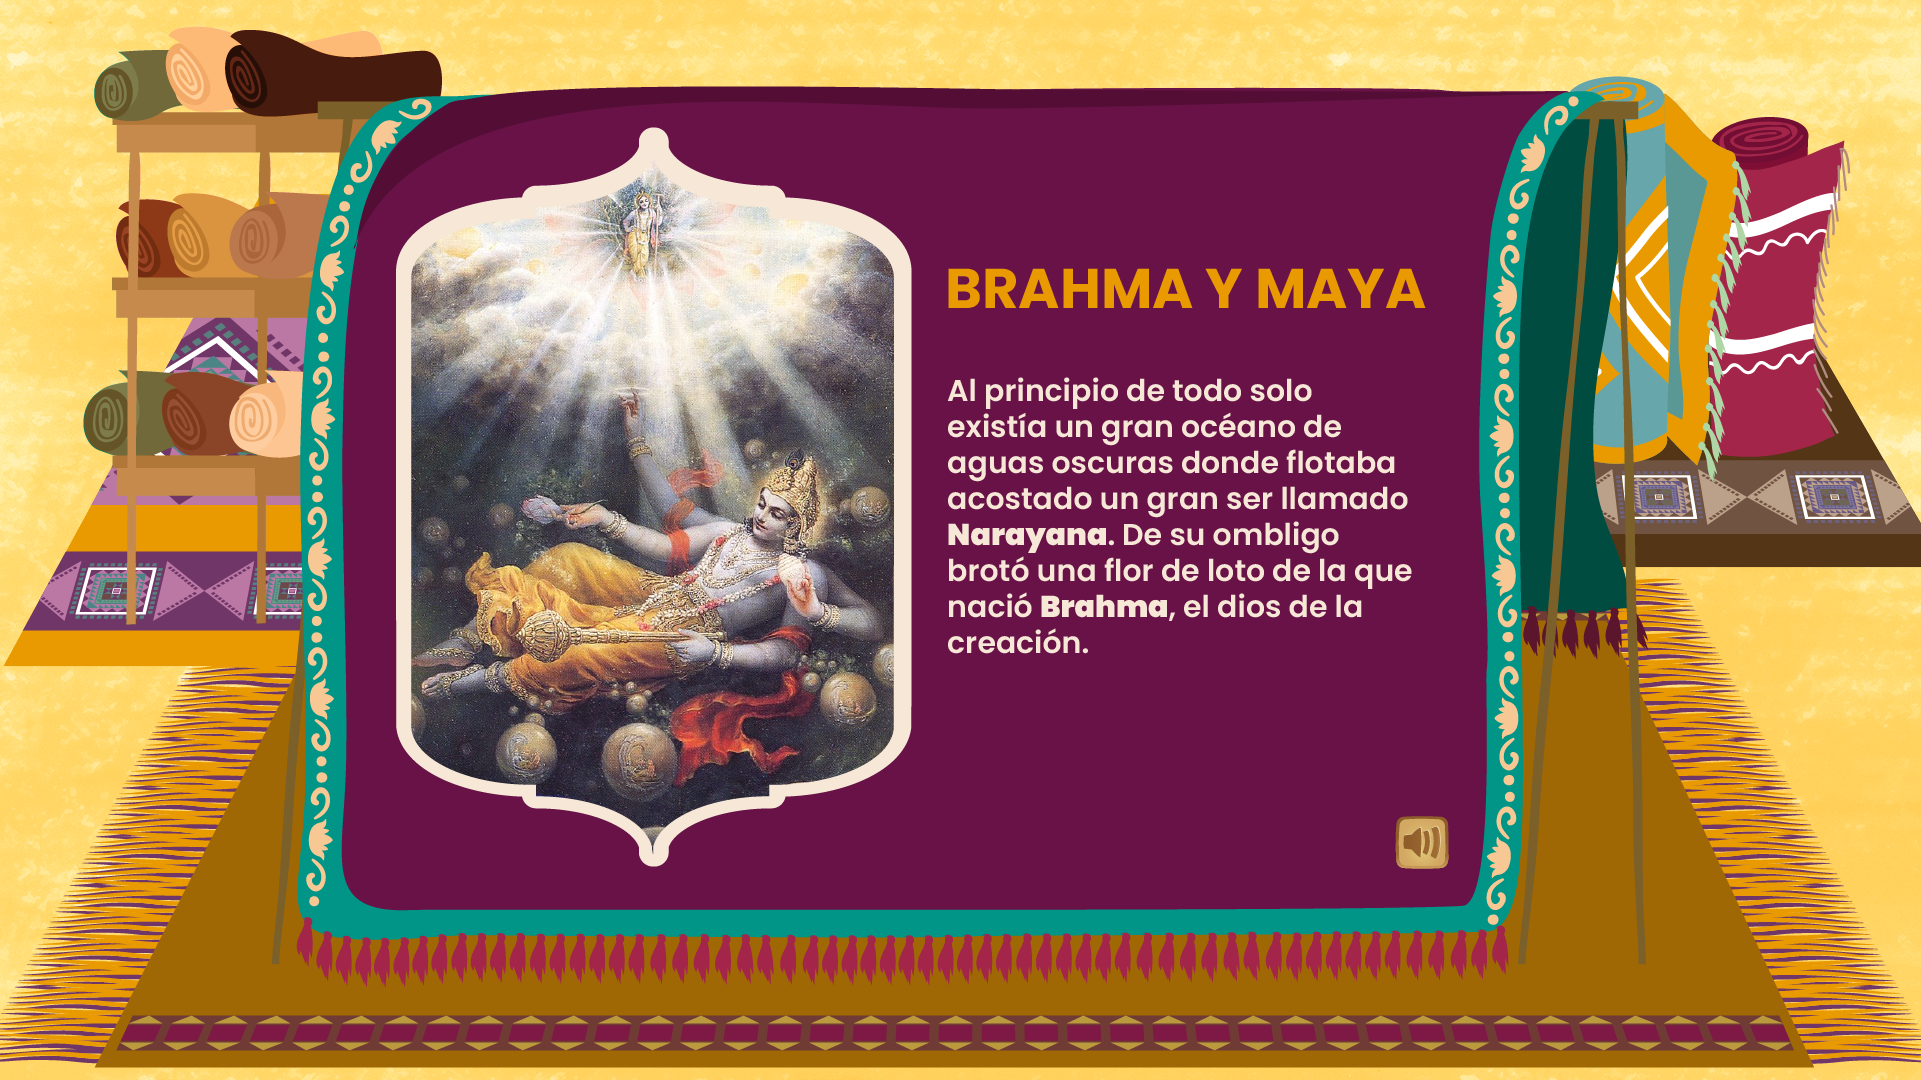 BRAHMA Y MAYA
Al principio de todo solo
existía un gran océano de
aguas oscuras donde flotaba
acostado un gran ser llamado
Narayana. De su ombligo
brotó una flor de loto de la que
nació Brahma, el dios de la
creación.